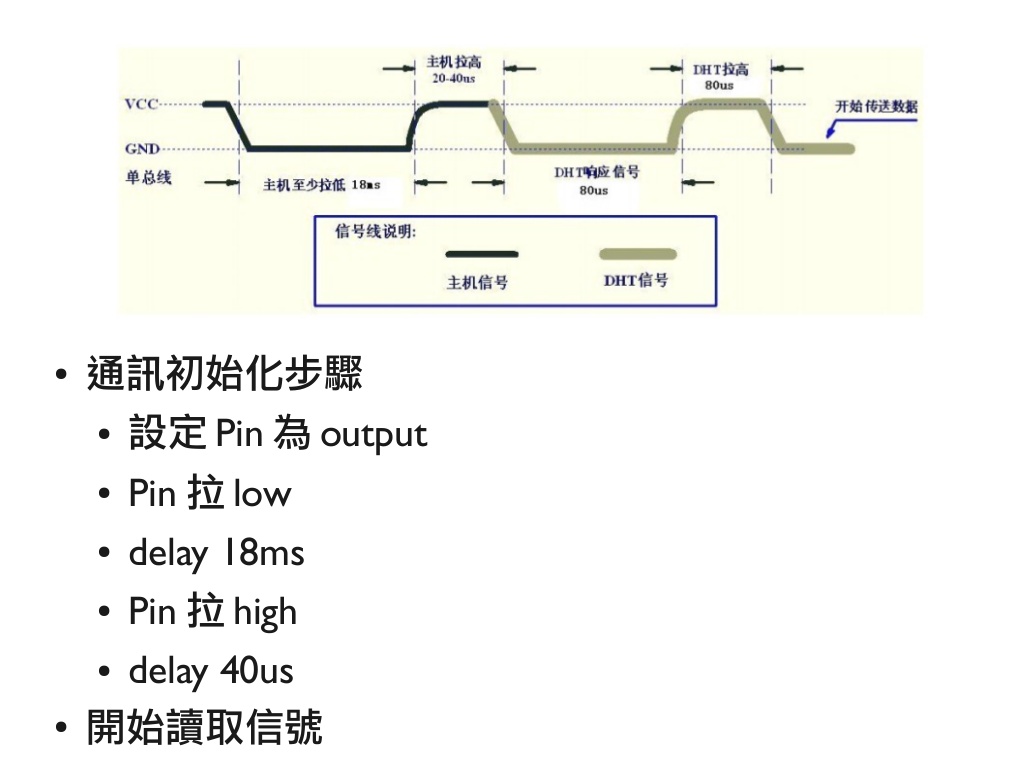 主机拉高
20-40us
DHT拉高
80us
VCC
开始传送数据
GND
单总线
主机至少拉低 18ms
DHT响应信号
80us
信号线说明:
主机信号
DHT信号
• 通訊初始化步驟
• 設定 Pin 為 output
• Pin 拉 low
• delay 18ms
• Pin 拉 high
• delay 40us
• 開始讀取信號